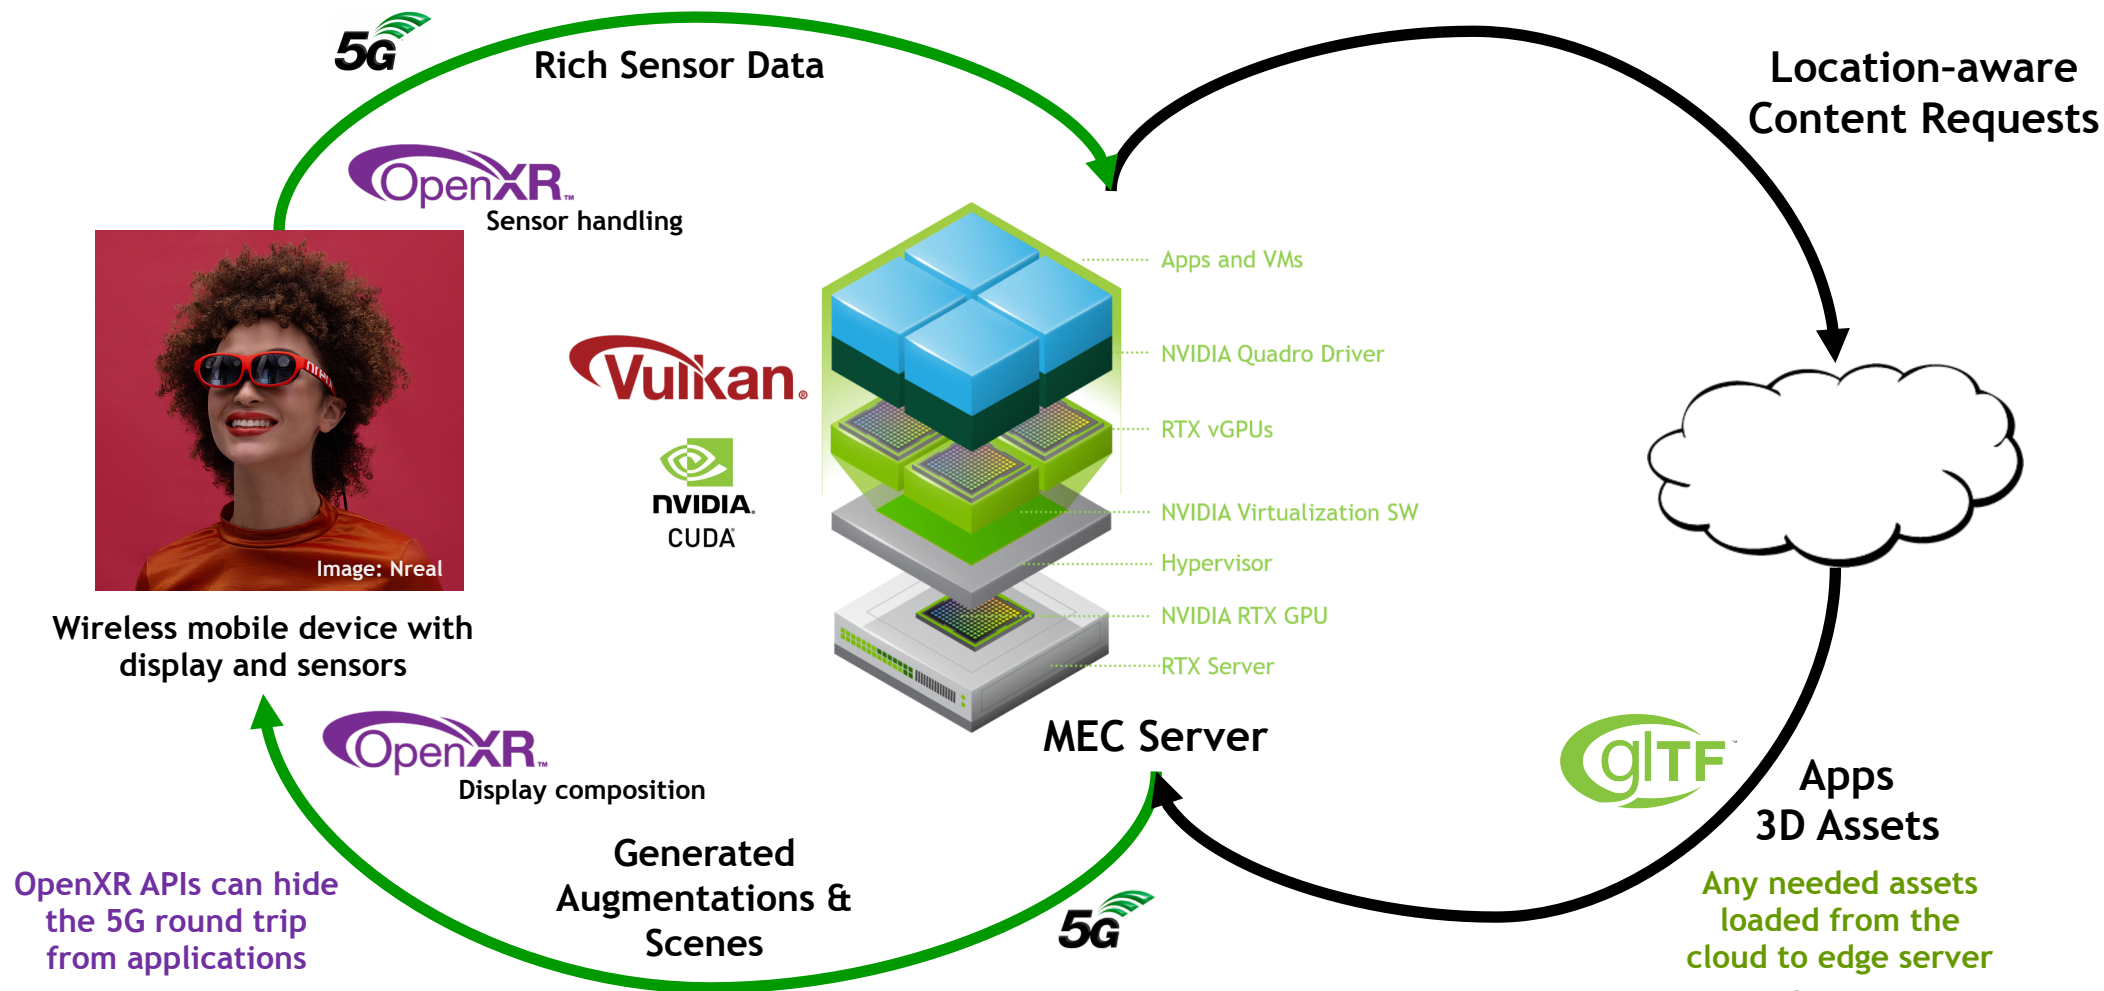 5G
Rich Sensor Data
Location-aware
Content Requests
OpenXR™
Sensor handling
Apps and VMs
NVIDIA Quadro Driver
RTX vGPUs
NVIDIA Virtualization SW
Hypervisor
NVIDIA RTX GPU
RTX Server
Vulkan®
NVIDIA.
CUDA®
Image: Nreal
Wireless mobile device with
display and sensors
MEC Server
OpenXR™
Display composition
glTF™
Apps
3D Assets
Generated
Augmentations &
Scenes
5G
OpenXR APIs can hide
the 5G round trip
from applications
Any needed assets
loaded from the
cloud to edge server